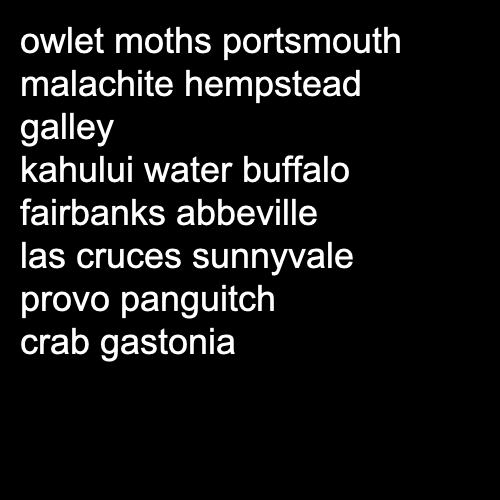 owlet moths portsmouth
malachite hempstead
galley
kahului water buffalo
fairbanks abbeville
las cruces sunnyvale
provo panguitch
crab gastonia